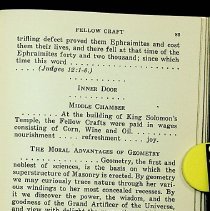 FELLOW CRAFT 83
trifling defect proved them Ephraimites and cost
them their lives, and there fell at that time of the
Ephraimites forty and two thousand; since which
time this word . . . . . . . . . . . . . .
. . . . . . (Judges 12:1-6.)
INNER DOOR
. . . . . . . . . . . . . . . . . .
MIDDLE CHAMBER
. . . . . . . At the building of King Solomon's
Temple, the Fellow Crafts were paid in wages
consisting of Corn, Wine and Oil. . . . . .
nourishment . . . . . refreshment . . . . joy.
THE MORAL ADVANTAGES OF GEOMETRY
. . . . . . . . . Geometry, the first and
noblest of sciences, is the basis on which the
superstructure of Masonry is erected. By geometry
we may curiously trace nature through her vari-
ous windings to her most concealed recesses. By
it we discover the power, the wisdom, and the
goodness of the Grand Artificer of the Universe,
and view with delight